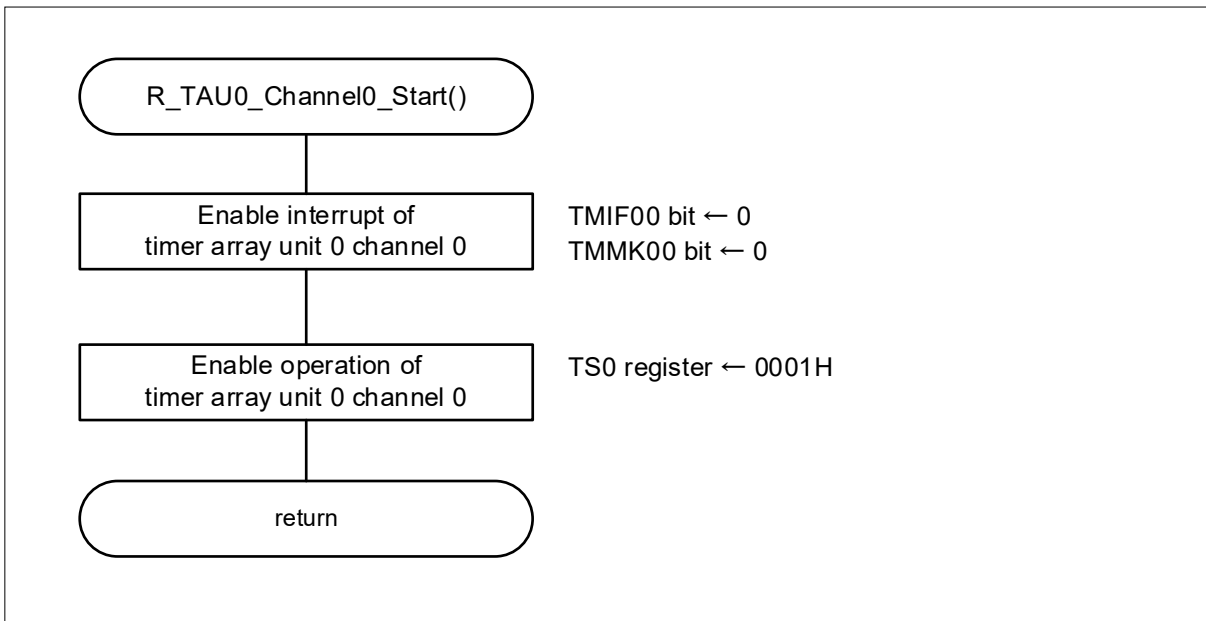 R_TAU0_Channel0_Start()
Enable interrupt of
timer array unit 0 channel 0
TMIF00 bit ← 0
TMMK00 bit ← 0
Enable operation of
timer array unit 0 channel 0
TS0 register ← 0001H
return